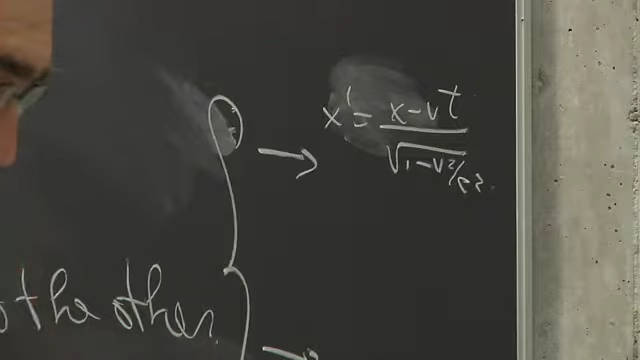 x' = x-vt / √1-v²/c².
the other